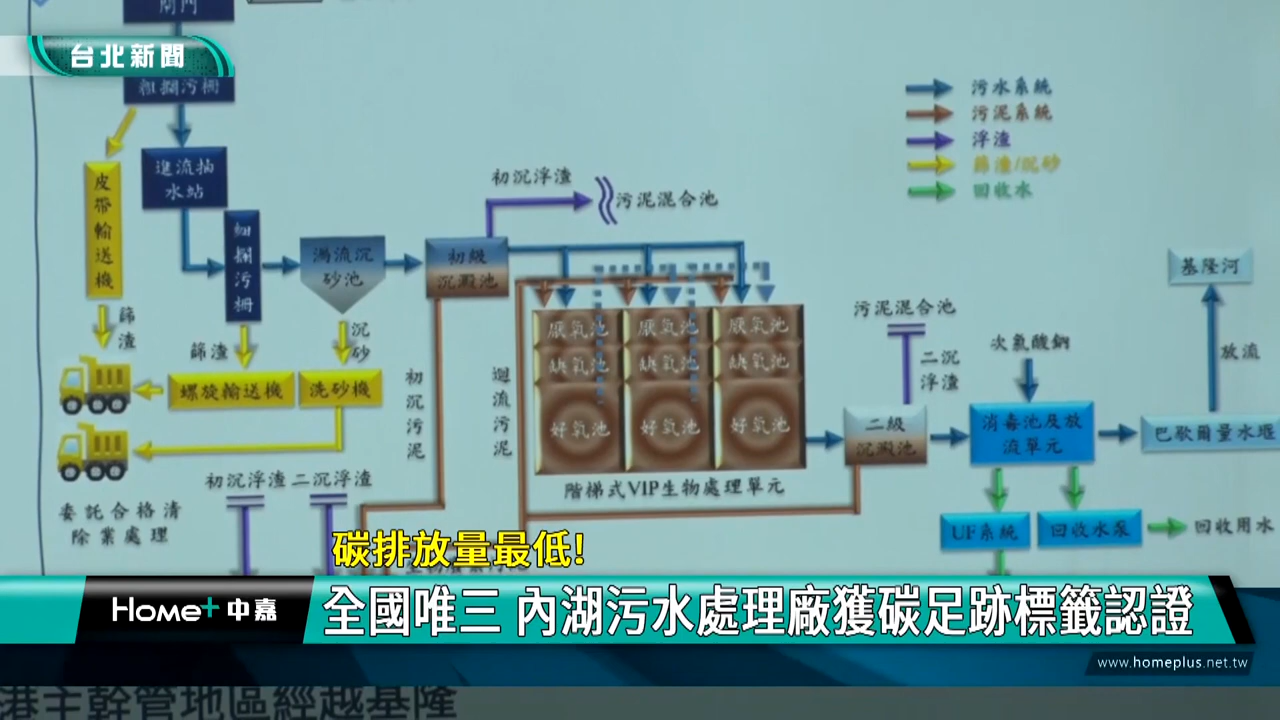 閘門
台北新聞
粗攔污柵
污水系統
污泥系統
浮渣
篩渣/沉砂
回收水
進流抽
水站
皮帶輸送機
細攔污柵
渦流沉
砂池
初級
沉澱池
初沉浮渣
污泥混合池
基隆河
厭氧池
厭氧池
厭氧池
缺氧池
缺氧池
缺氧池
好氧池
好氧池
好氧池
階梯式VIP生物處理單元
污泥混合池
二沉
浮渣
次氯酸鈉
放流
篩渣
篩渣
沉砂
螺旋輸送機
洗砂機
初沉污泥
迴流污泥
二級
沉澱池
消毒池及放
流單元
巴歇爾量水堰
初沉浮渣
二沉浮渣
委託合格清
除業處理
UF系統
回收水泵
回收用水
碳排放量最低!
Home+中嘉
全國唯三 內湖污水處理廠獲碳足跡標籤認證
www.homeplus.net.tw
港主幹管地區經越基隆